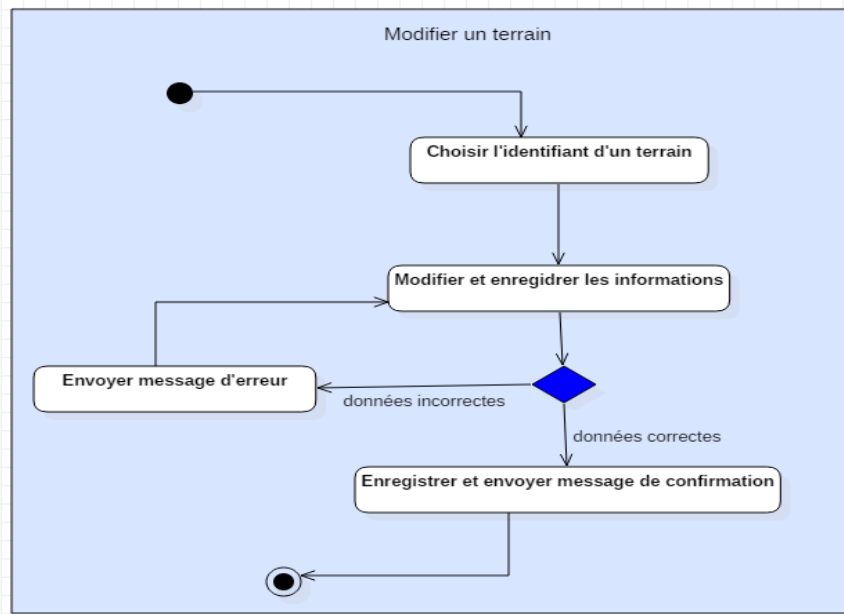 Modifier un terrain
Choisir l'identifiant d'un terrain
Modifier et enregidrer les informations
Envoyer message d'erreur
données incorrectes
données correctes
Enregistrer et envoyer message de confirmation